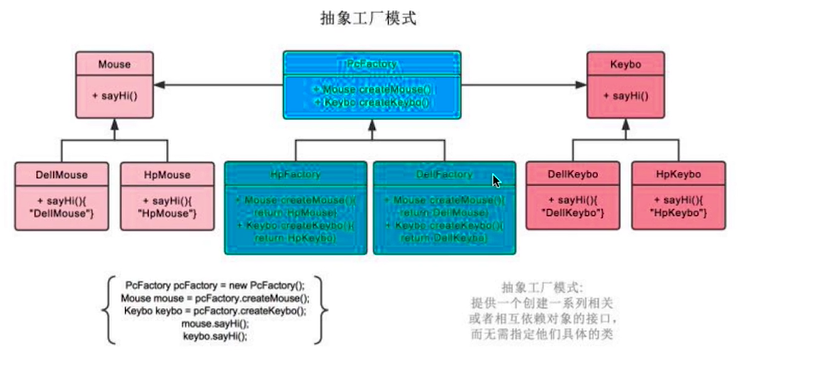 抽象工厂模式
Mouse
+ sayHi()
PcFactory
+ Mouse createMouse()
+ Keybo createKeybo()
Keybo
+ sayHi()
DellMouse
+ sayHi(){
"DellMouse"}
HpMouse
+ sayHi(){
"HpMouse"}
HpFactory
+ Mouse createMouse(){
return HpMouse}
+ Keybo createKeybo(){
return HpKeybo}
DellFactory
+ Mouse createMouse(){
return DellMouse}
+ Keybo createKeybo(){
return DellKeybo}
DellKeybo
+ sayHi(){
"DellKeybo"}
HpKeybo
+ sayHi(){
"HpKeybo"}
PcFactory pcFactory = new PcFactory();
Mouse mouse = pcFactory.createMouse();
Keybo keybo = pcFactory.createKeybo();
mouse.sayHi();
keybo.sayHi();
抽象工厂模式:
提供一个创建一系列相关
或者相互依赖对象的接口，
而无需指定他们具体的类